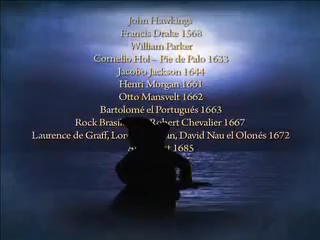 John Hawkings
Francis Drake 1568
William Parker
Cornelio Hol – Pie de Palo 1633
Jacobo Jackson 1644
Henri Morgan 1661
Otto Mansvelt 1662
Bartolomé el Portugués 1663
Rock Robert Chevalier 1667
Laurence de Graff, David Nau el Olonés 1672
1685